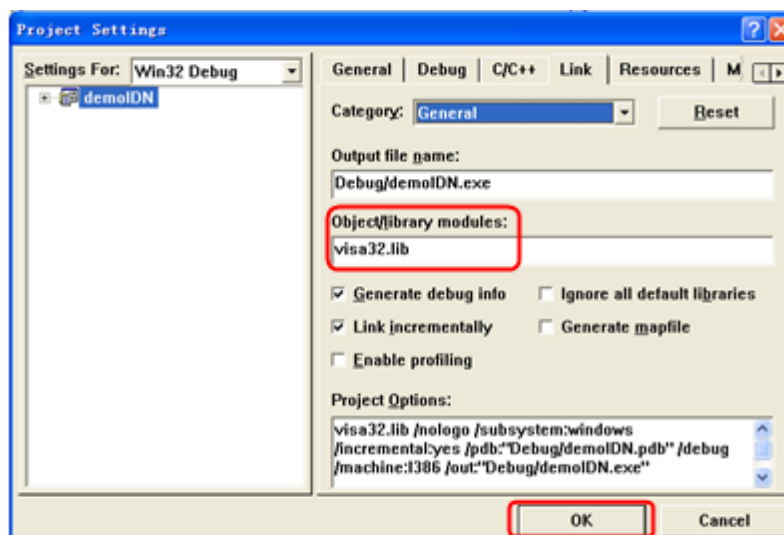 Project Settings
Settings For: Win32 Debug
demoIDN
General Debug C/C++ Link Resources M
Category: General Reset
Output file name:
Debug/demoIDN.exe
Object/library modules:
visa32.lib
Generate debug info Ignore all default libraries
Link incrementally Generate mapfile
Enable profiling
Project Options:
visa32.lib /nologo /subsystem:windows
/incremental:yes /pdb:"Debug/demoIDN.pdb" /debug
/machine:I386 /out:"Debug/demoIDN.exe"
OK Cancel